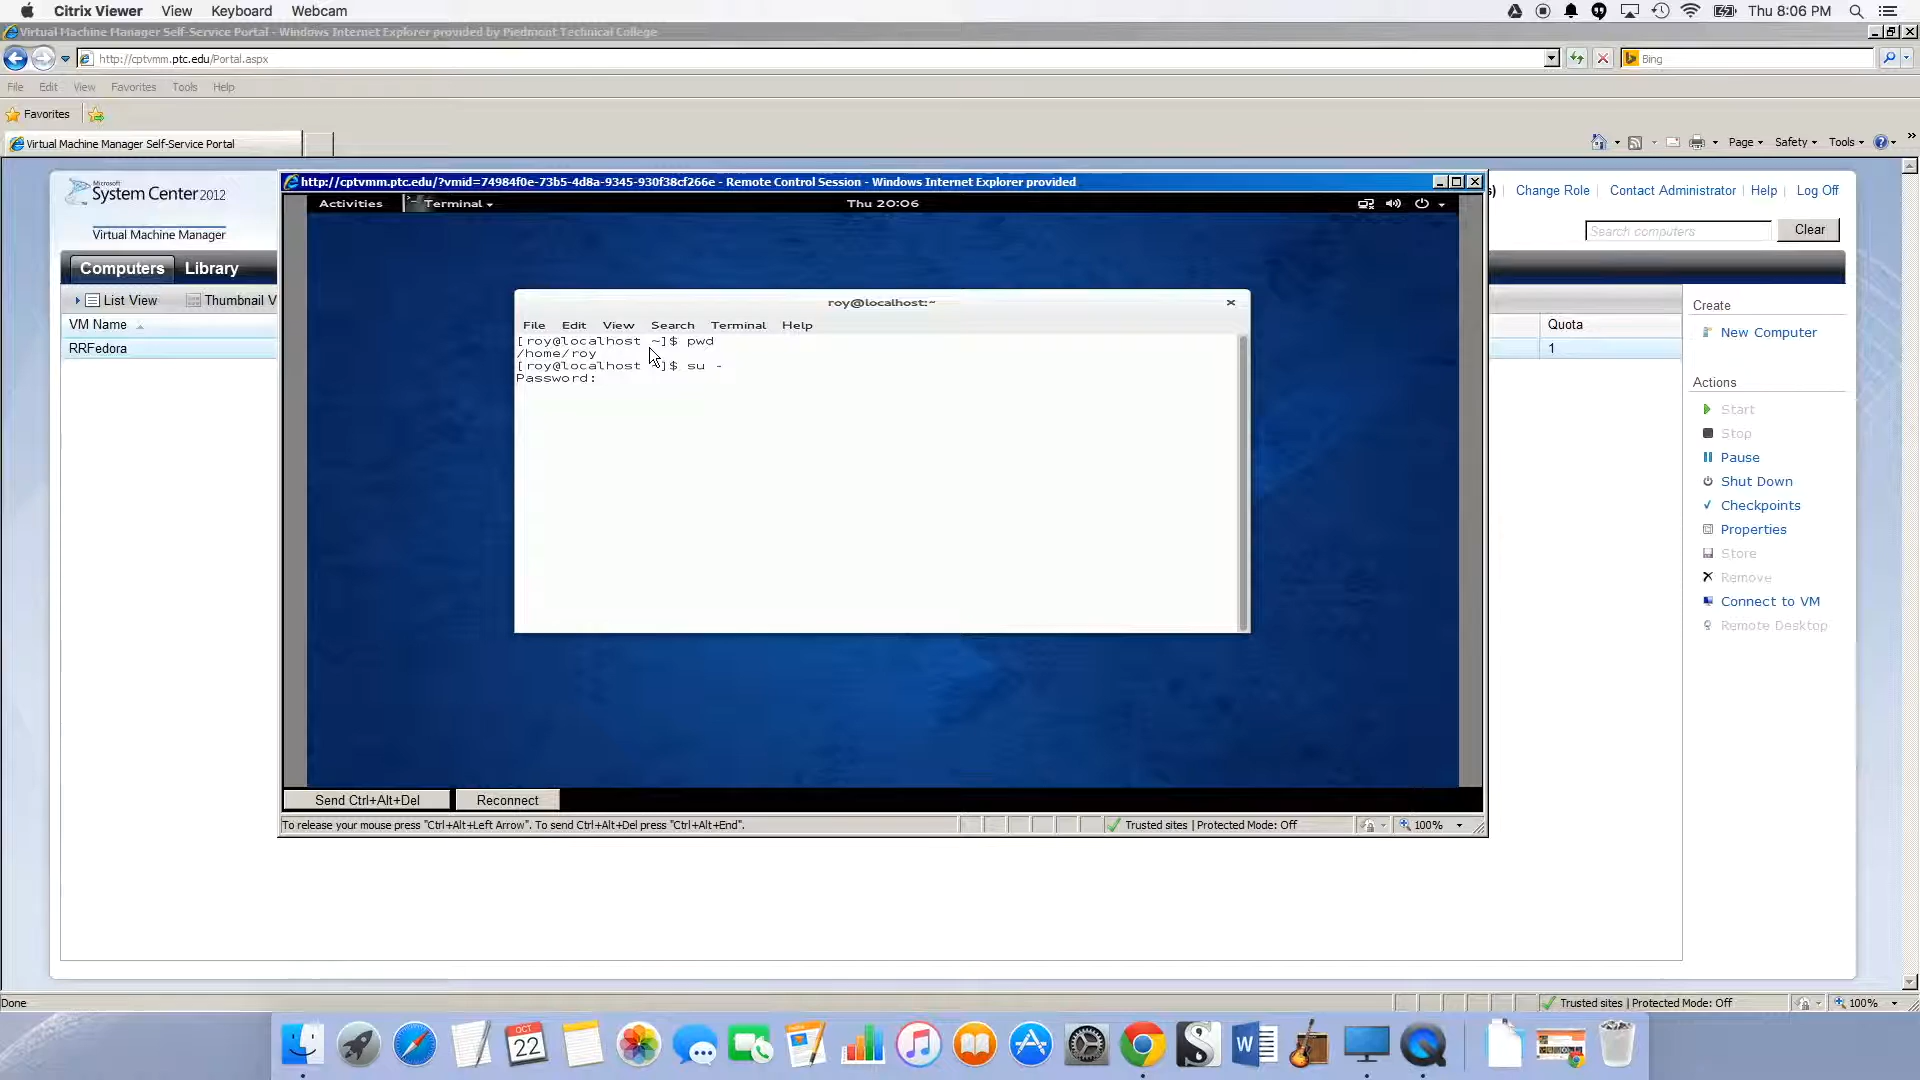 Citrix Viewer View Keyboard Webcam Thu 8:06 PM
Virtual Machine Manager Self-Service Portal - Windows Internet Explorer provided by Piedmont Technical College
http://cptvmm.ptc.edu/Portal.aspx Bing
File Edit View Favorites Tools Help
Favorites
Virtual Machine Manager Self-Service Portal Page Safety Tools
Microsoft
System Center 2012
Virtual Machine Manager
s) Change Role Contact Administrator Help Log Off
Search computers Clear
Computers Library
List View Thumbnail V
VM Name Quota
RRFedora 1
http://cptvmm.ptc.edu/?vmid=74984f0e-73b5-4d8a-9345-930f38cf266e - Remote Control Session - Windows Internet Explorer provided
Activities Terminal Thu 20:06
roy@localhost:~
File Edit View Search Terminal Help
[roy@localhost ~]$ pwd
/home/roy
[roy@localhost ~]$ su -
Password:
Send Ctrl+Alt+Del Reconnect
To release your mouse press "Ctrl+Alt+Left Arrow". To send Ctrl+Alt+Del press "Ctrl+Alt+End". Trusted sites | Protected Mode: Off 100%
Create
New Computer
Actions
Start
Stop
Pause
Shut Down
Checkpoints
Properties
Store
Remove
Connect to VM
Remote Desktop
Done Trusted sites | Protected Mode: Off 100%
OCT
22